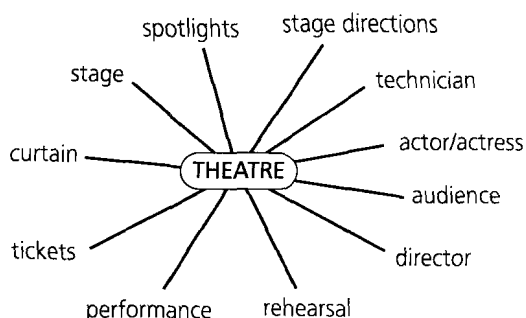 spotlights
stage directions
stage
technician
curtain
THEATRE
actor/actress
audience
tickets
director
performance
rehearsal